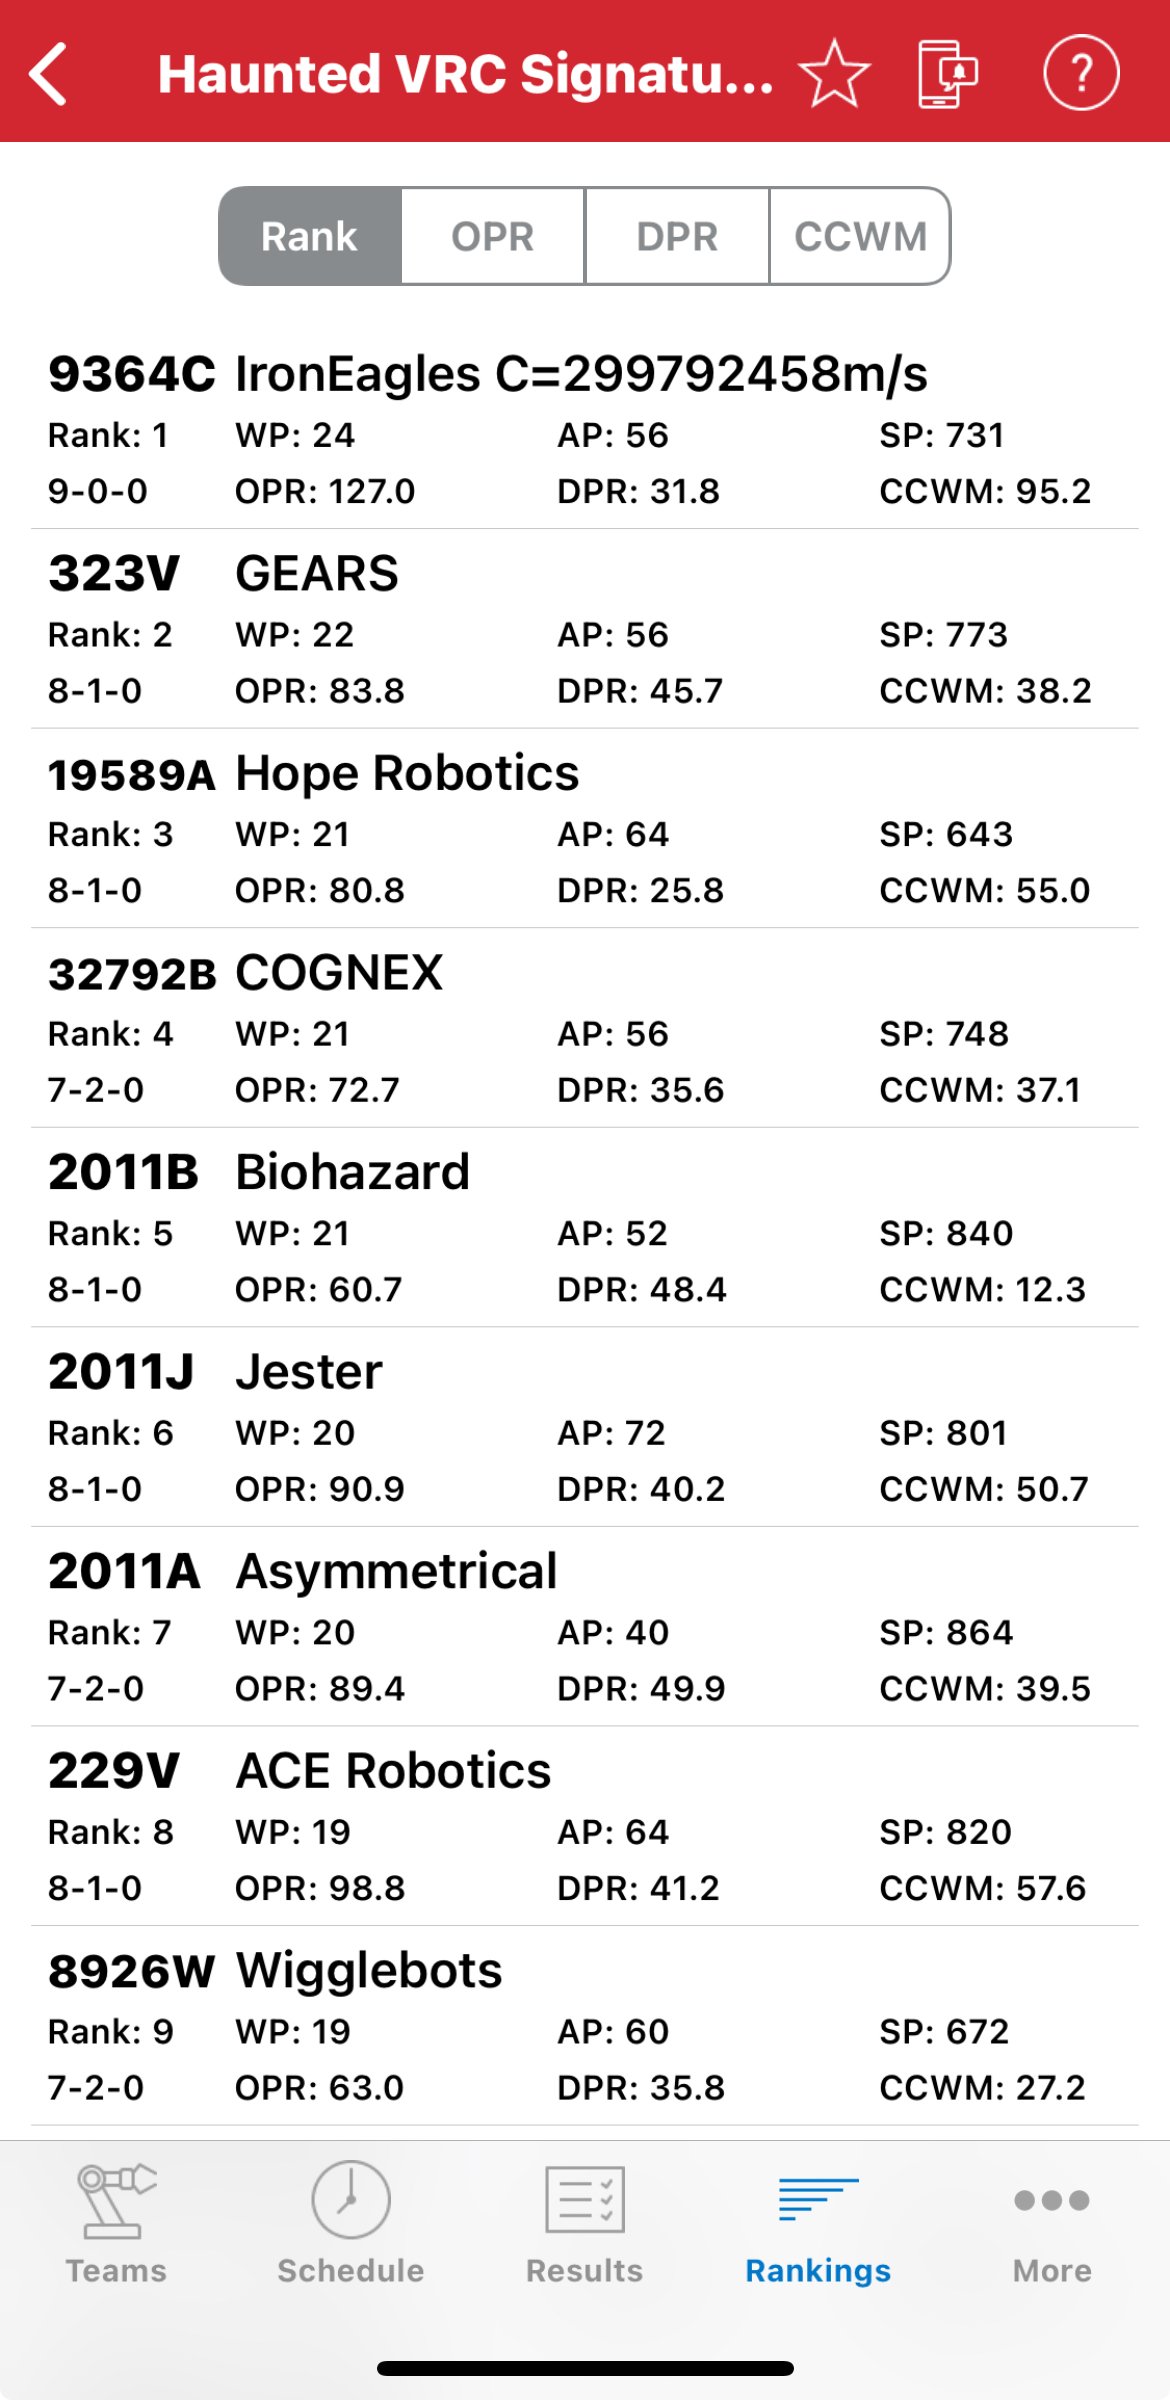 Haunted VRC Signatu...
?
Rank OPR DPR CCWM
9364C IronEagles C=299792458m/s
Rank: 1 WP: 24 AP: 56 SP: 731
9-0-0 OPR: 127.0 DPR: 31.8 CCWM: 95.2
323V GEARS
Rank: 2 WP: 22 AP: 56 SP: 773
8-1-0 OPR: 83.8 DPR: 45.7 CCWM: 38.2
19589A Hope Robotics
Rank: 3 WP: 21 AP: 64 SP: 643
8-1-0 OPR: 80.8 DPR: 25.8 CCWM: 55.0
32792B COGNEX
Rank: 4 WP: 21 AP: 56 SP: 748
7-2-0 OPR: 72.7 DPR: 35.6 CCWM: 37.1
2011B Biohazard
Rank: 5 WP: 21 AP: 52 SP: 840
8-1-0 OPR: 60.7 DPR: 48.4 CCWM: 12.3
2011J Jester
Rank: 6 WP: 20 AP: 72 SP: 801
8-1-0 OPR: 90.9 DPR: 40.2 CCWM: 50.7
2011A Asymmetrical
Rank: 7 WP: 20 AP: 40 SP: 864
7-2-0 OPR: 89.4 DPR: 49.9 CCWM: 39.5
229V ACE Robotics
Rank: 8 WP: 19 AP: 64 SP: 820
8-1-0 OPR: 98.8 DPR: 41.2 CCWM: 57.6
8926W Wigglebots
Rank: 9 WP: 19 AP: 60 SP: 672
7-2-0 OPR: 63.0 DPR: 35.8 CCWM: 27.2
Teams Schedule Results Rankings More